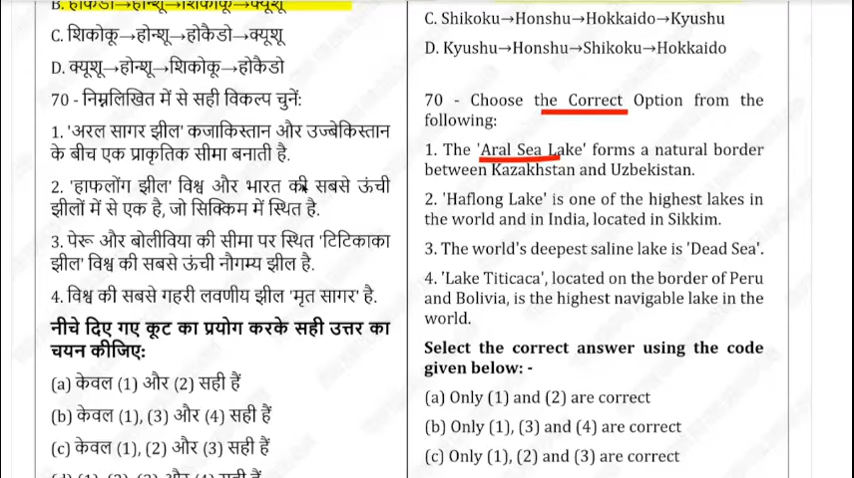 B. होकैडो→होन्शू→शिकोकू→क्यूशू
C. शिकोकू→होन्शू→होकैडो→क्यूशू
D. क्यूशू→होन्शू→शिकोकू→होकैडो
70 - निम्नलिखित में से सही विकल्प चुनें:
1. 'अरल सागर झील' कजाकिस्तान और उज्बेकिस्तान
के बीच एक प्राकृतिक सीमा बनाती है.
2. 'हाफलोंग झील' विश्व और भारत की सबसे ऊंची
झीलों में से एक है, जो सिक्किम में स्थित है.
3. पेरू और बोलीविया की सीमा पर स्थित 'टिटिकाका
झील' विश्व की सबसे ऊंची नौगम्य झील है.
4. विश्व की सबसे गहरी लवणीय झील 'मृत सागर' है.
नीचे दिए गए कूट का प्रयोग करके सही उत्तर का
चयन कीजिए:
(a) केवल (1) और (2) सही हैं
(b) केवल (1), (3) और (4) सही हैं
(c) केवल (1), (2) और (3) सही हैं
C. Shikoku→Honshu→Hokkaido→Kyushu
D. Kyushu→Honshu→Shikoku→Hokkaido
70 - Choose the Correct Option from the
following:
1. The 'Aral Sea Lake' forms a natural border
between Kazakhstan and Uzbekistan.
2. 'Haflong Lake' is one of the highest lakes in
the world and in India, located in Sikkim.
3. The world's deepest saline lake is 'Dead Sea'.
4. 'Lake Titicaca', located on the border of Peru
and Bolivia, is the highest navigable lake in the
world.
Select the correct answer using the code
given below: -
(a) Only (1) and (2) are correct
(b) Only (1), (3) and (4) are correct
(c) Only (1), (2) and (3) are correct